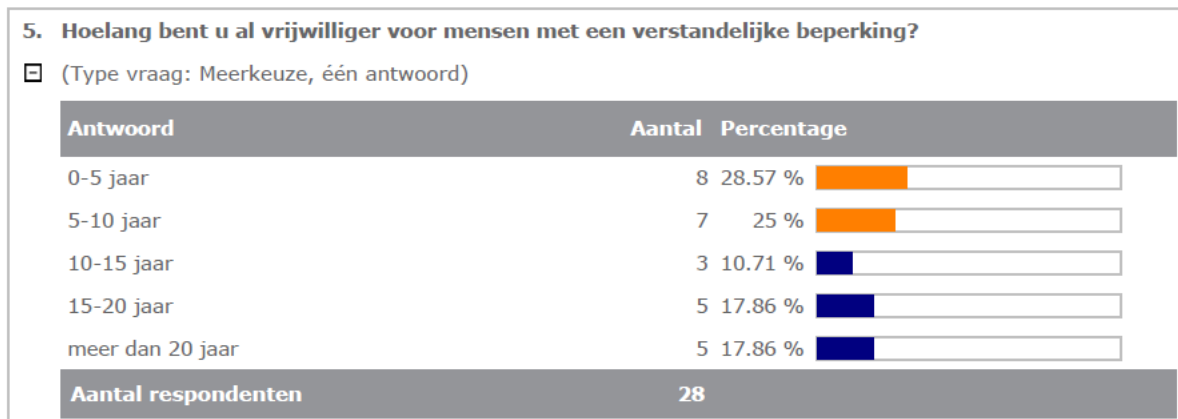 5. Hoelang bent u al vrijwilliger voor mensen met een verstandelijke beperking?
(Type vraag: Meerkeuze, één antwoord)
Antwoord Aantal Percentage
0-5 jaar 8 28.57 %
5-10 jaar 7 25 %
10-15 jaar 3 10.71 %
15-20 jaar 5 17.86 %
meer dan 20 jaar 5 17.86 %
Aantal respondenten 28